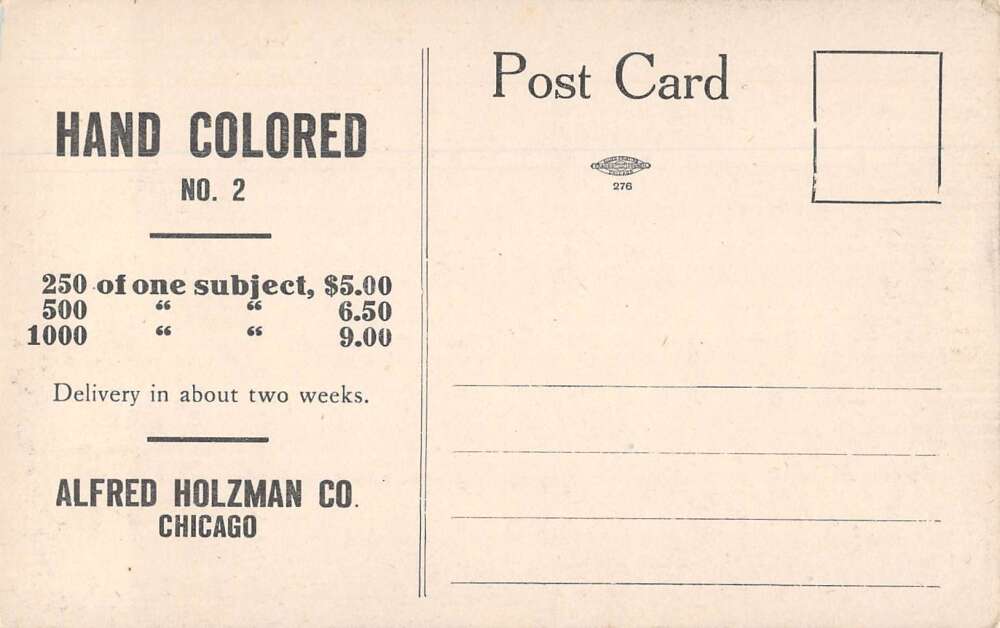 HAND COLORED
NO. 2
250 of one subject, $5.00
500 “ “ 6.50
1000 “ “ 9.00
Delivery in about two weeks.
ALFRED HOLZMAN CO.
CHICAGO
Post Card
276